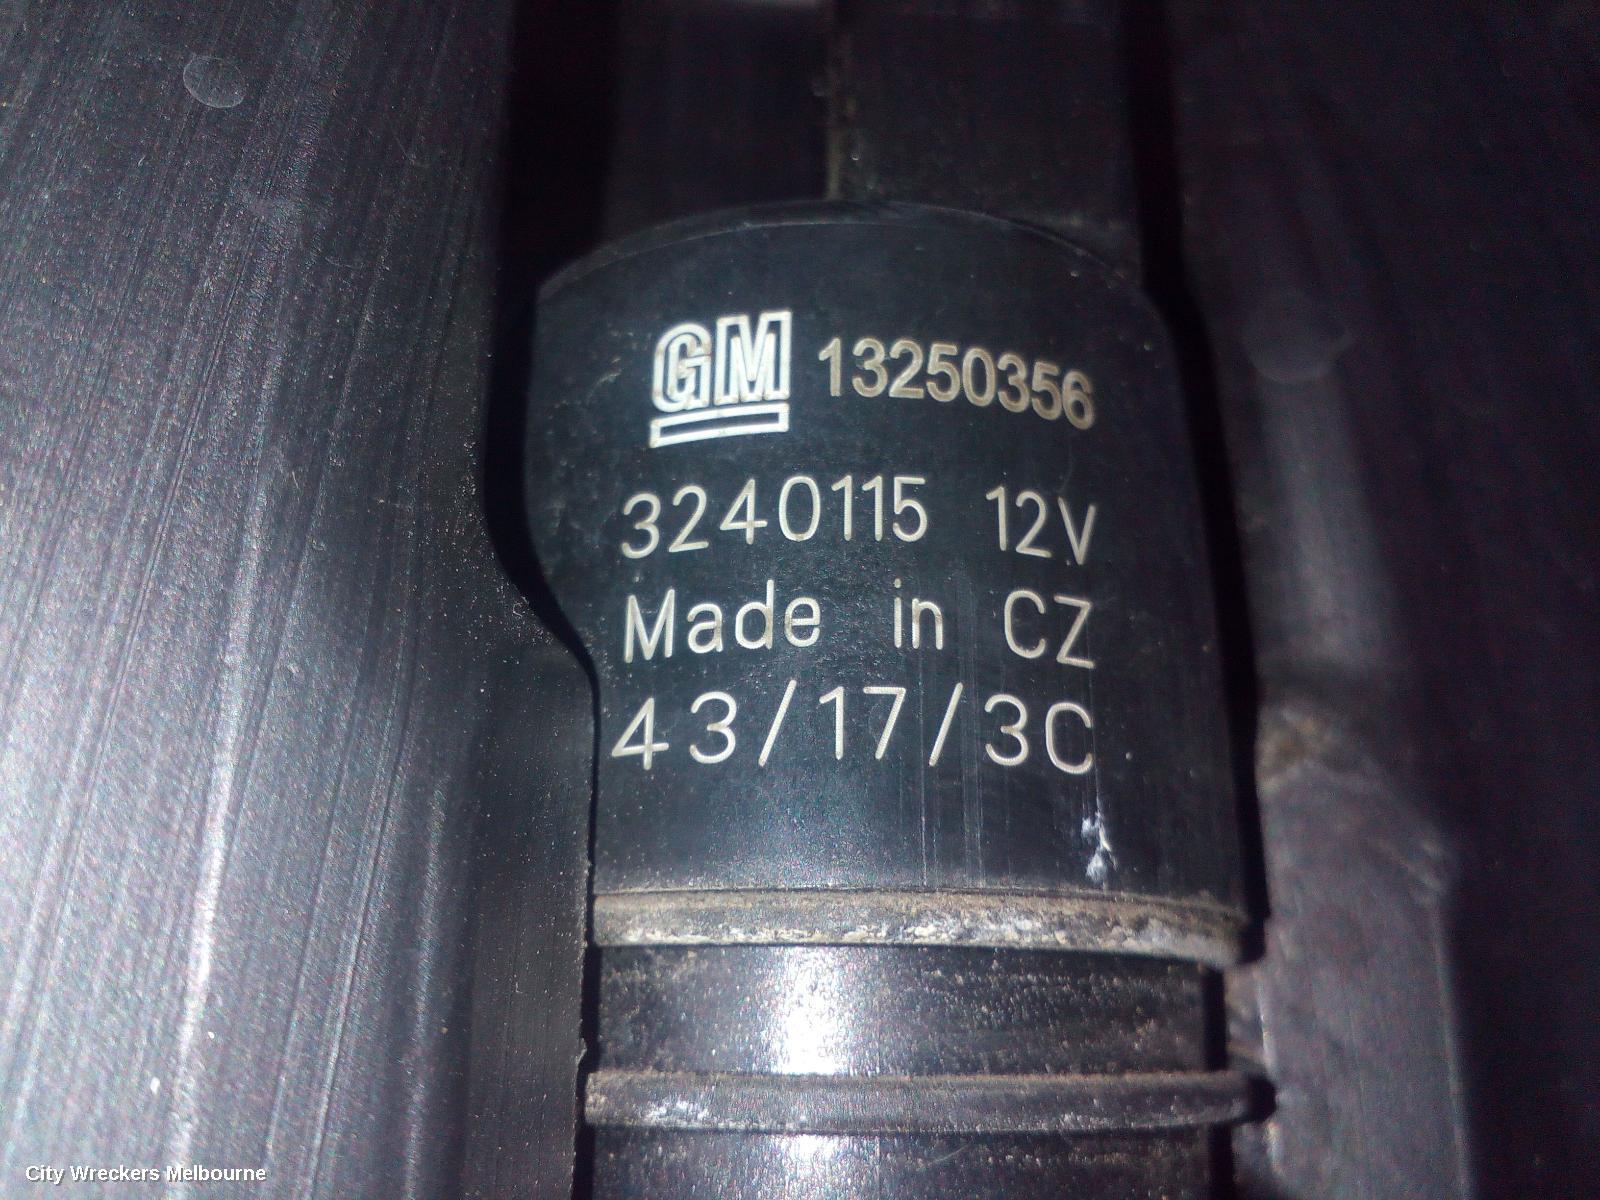 GM 13250356
3240115 12V
Made in CZ
43/17/3C
City Wreckers Melbourne